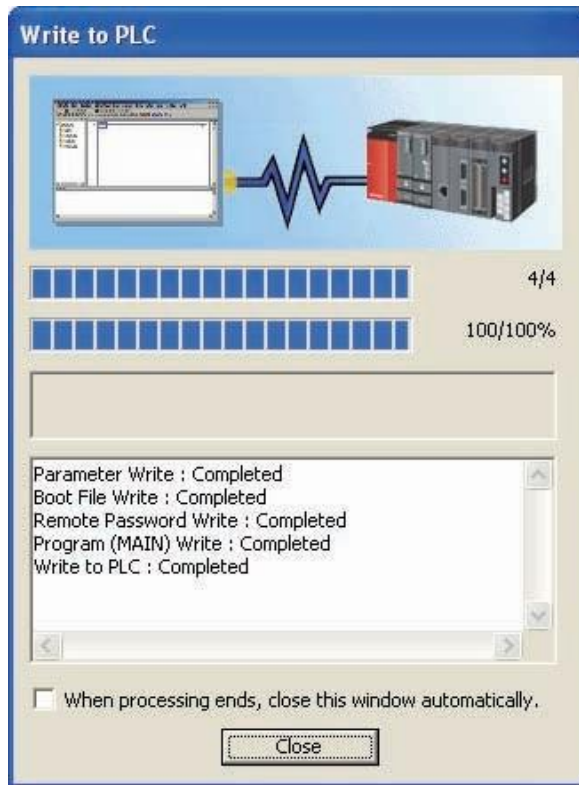 Write to PLC
4/4
100/100%
Parameter Write : Completed
Boot File Write : Completed
Remote Password Write : Completed
Program (MAIN) Write : Completed
Write to PLC : Completed
When processing ends, close this window automatically.
Close